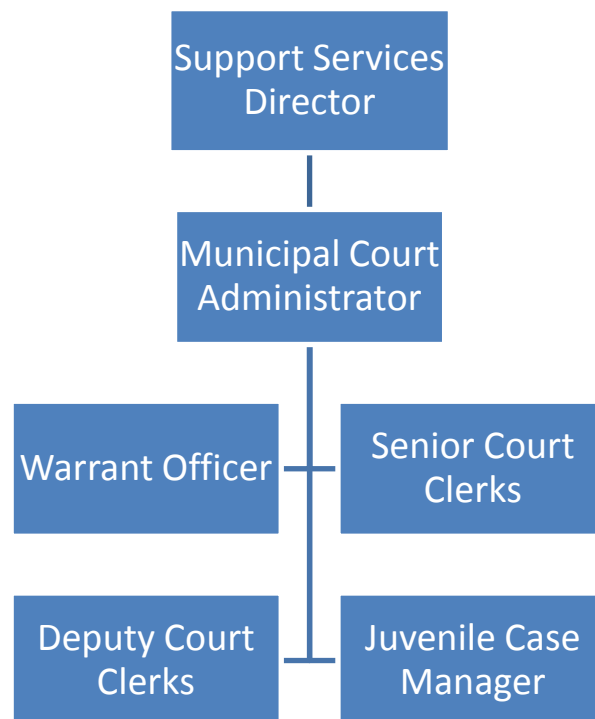 Support Services
Director
Municipal Court
Administrator
Warrant Officer
Senior Court
Clerks
Deputy Court
Clerks
Juvenile Case
Manager